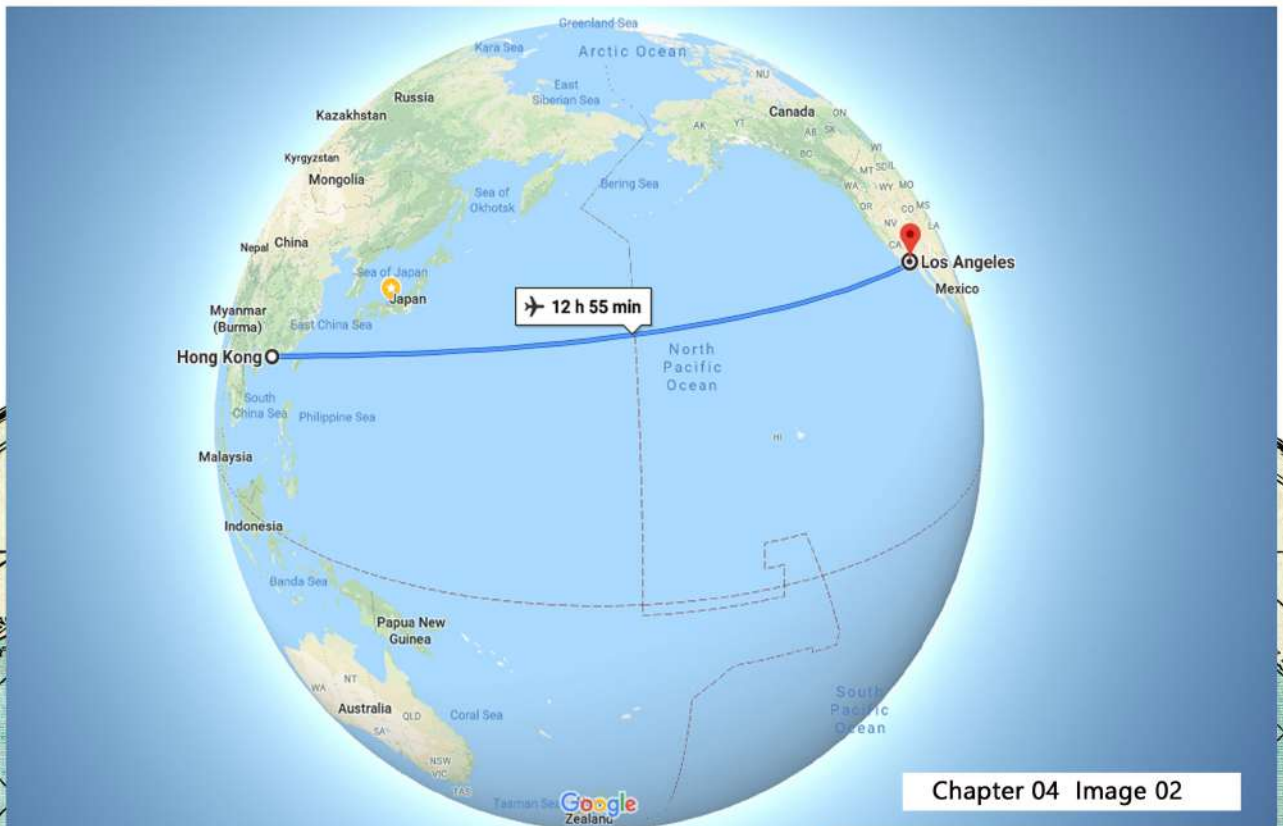 Greenland Sea
Kara Sea
Arctic Ocean
NU
East
Siberian Sea
Russia
Canada
ON
Kazakhstan
AK
YT
AB
SK
BC
Kyrgyzstan
WI
Mongolia
Sea of
Okhotsk
Bering Sea
MT
SD
IL
WA
WY
MO
OR
CO
MS
NV
LA
Nepal
China
CA
Los Angeles
Sea of Japan
Japan
Mexico
12 h 55 min
Myanmar
(Burma)
East China Sea
Hong Kong
North
Pacific
Ocean
South
China Sea
Philippine Sea
HI
Malaysia
Indonesia
Banda Sea
Papua New
Guinea
WA
NT
Australia
QLD
Coral Sea
SA
South
Pacific
Ocean
NSW
VIC
TAS
Tasman Sea
Google
Zealand
Chapter 04 Image 02